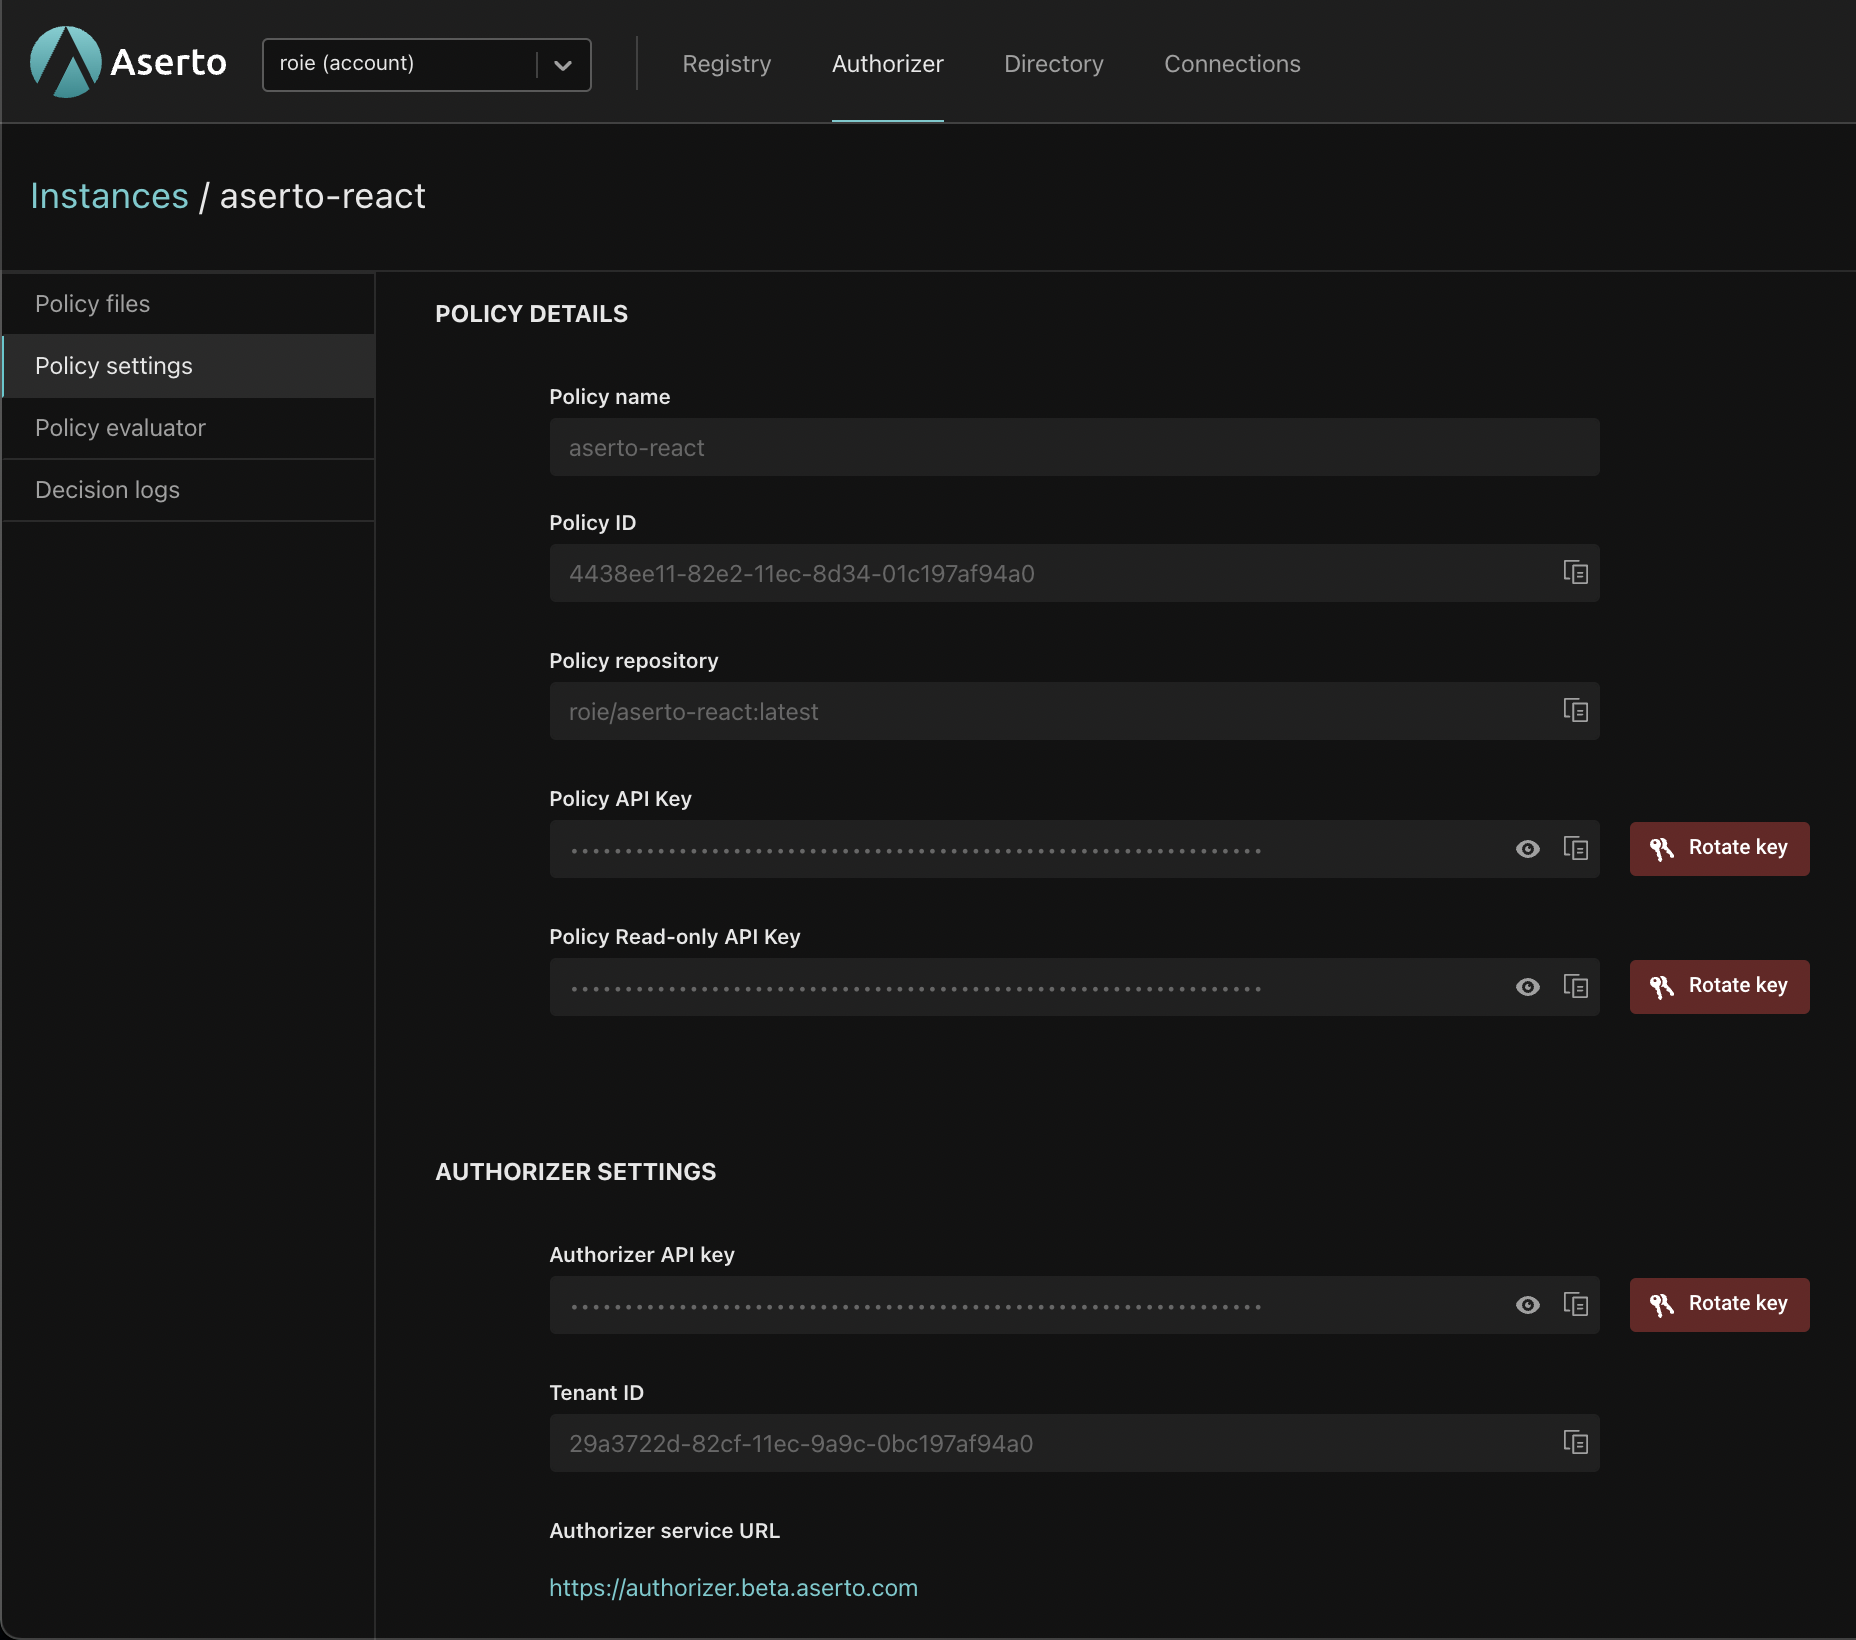 Aserto
roie (account)
Registry
Authorizer
Directory
Connections
Instances / aserto-react
Policy files
Policy settings
Policy evaluator
Decision logs
POLICY DETAILS
Policy name
aserto-react
Policy ID
4438ee11-82e2-11ec-8d34-01c197af94a0
Policy repository
roie/aserto-react:latest
Policy API Key
Rotate key
Policy Read-only API Key
Rotate key
AUTHORIZER SETTINGS
Authorizer API key
Rotate key
Tenant ID
29a3722d-82cf-11ec-9a9c-0bc197af94a0
Authorizer service URL
https://authorizer.beta.aserto.com